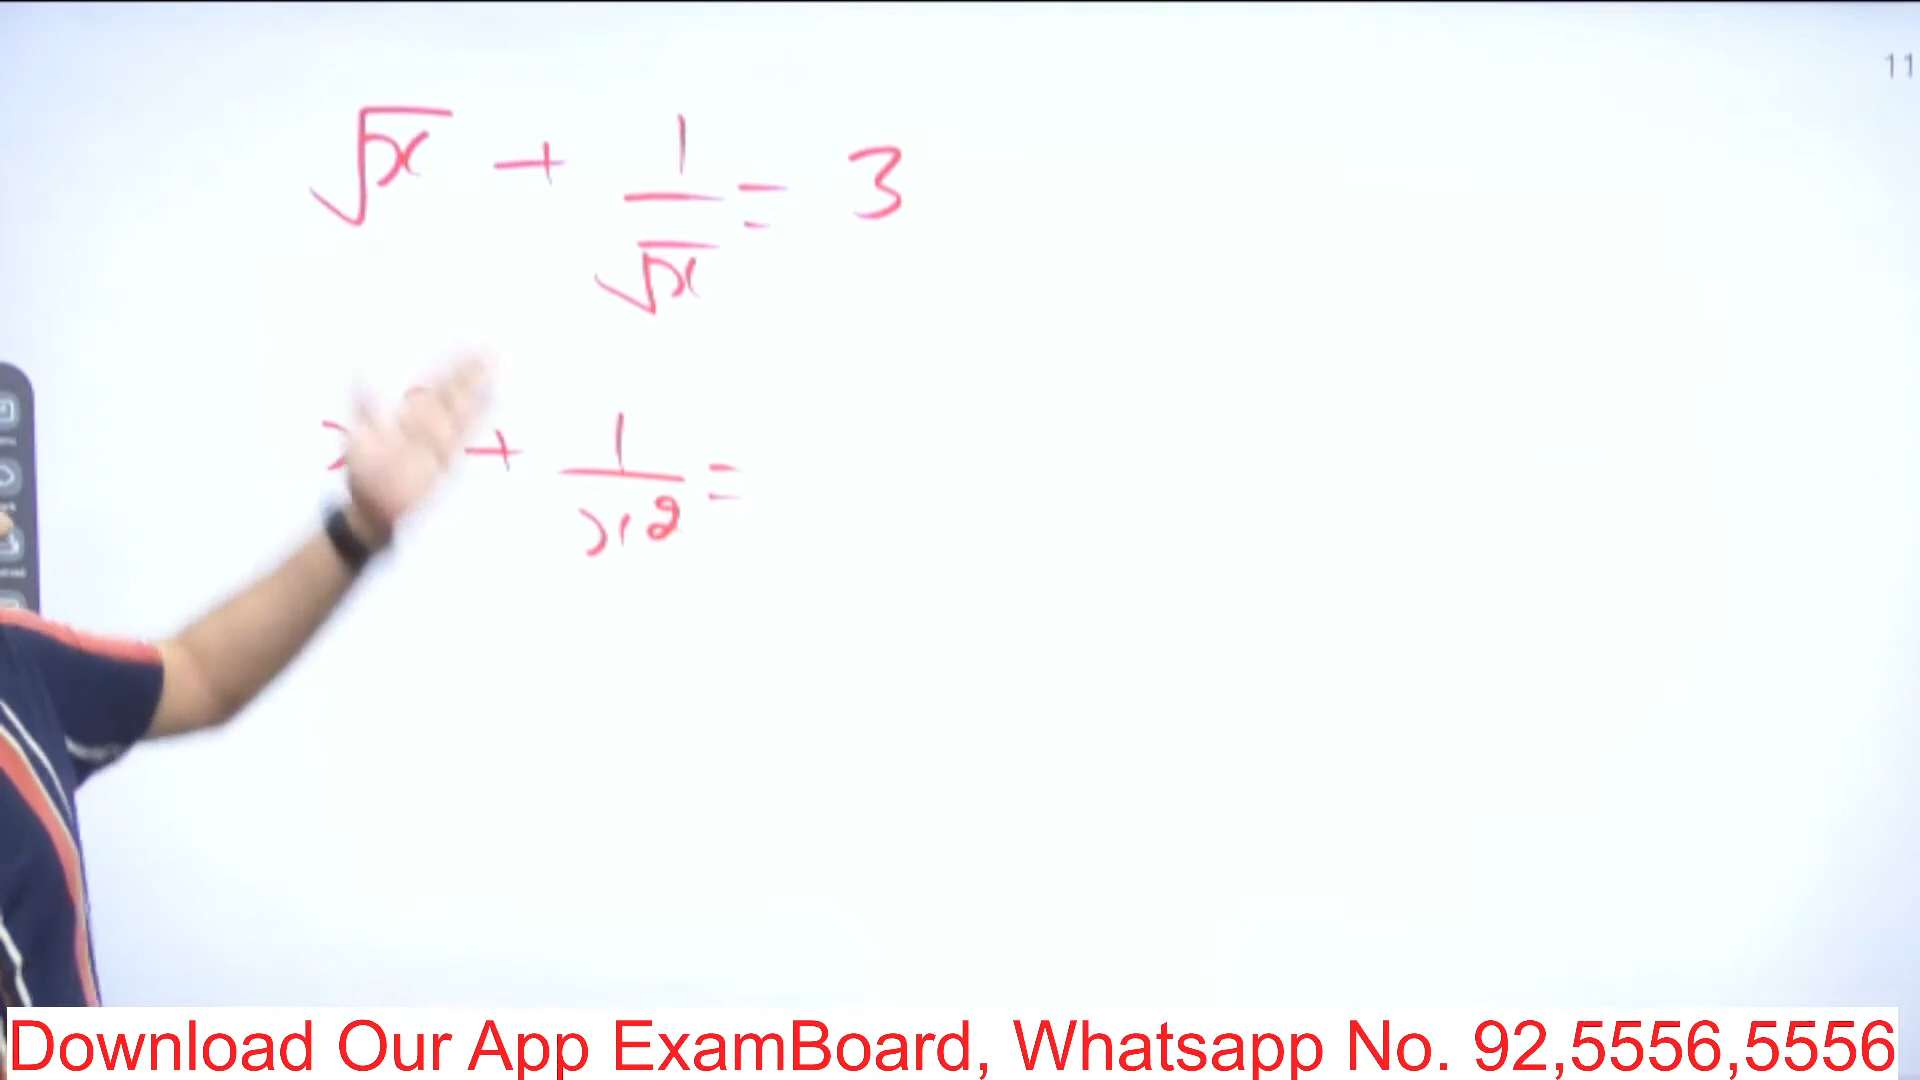 11
√x + 1/√x = 3
+ 1/x2 =
Download Our App ExamBoard, Whatsapp No. 92,5556,5556